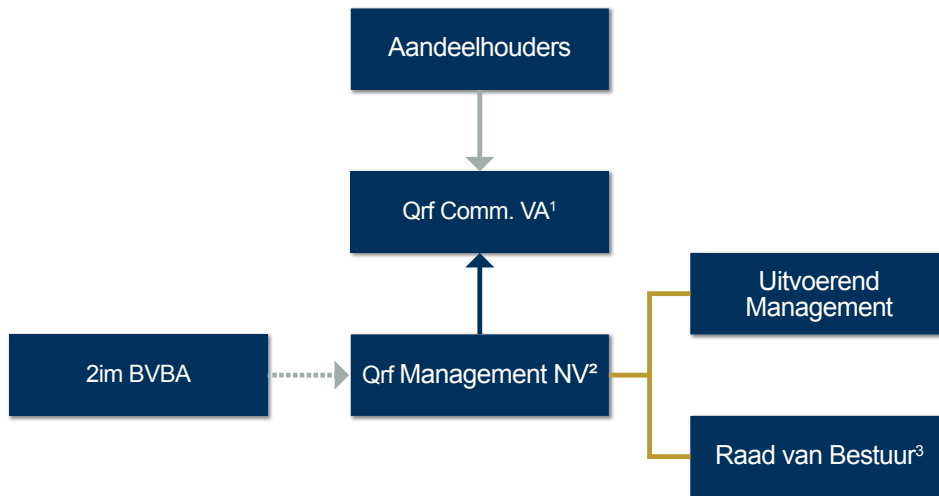 Aandeelhouders
Qrf Comm. VA¹
Uitvoerend
Management
2im BVBA
Qrf Management NV²
Raad van Bestuur³